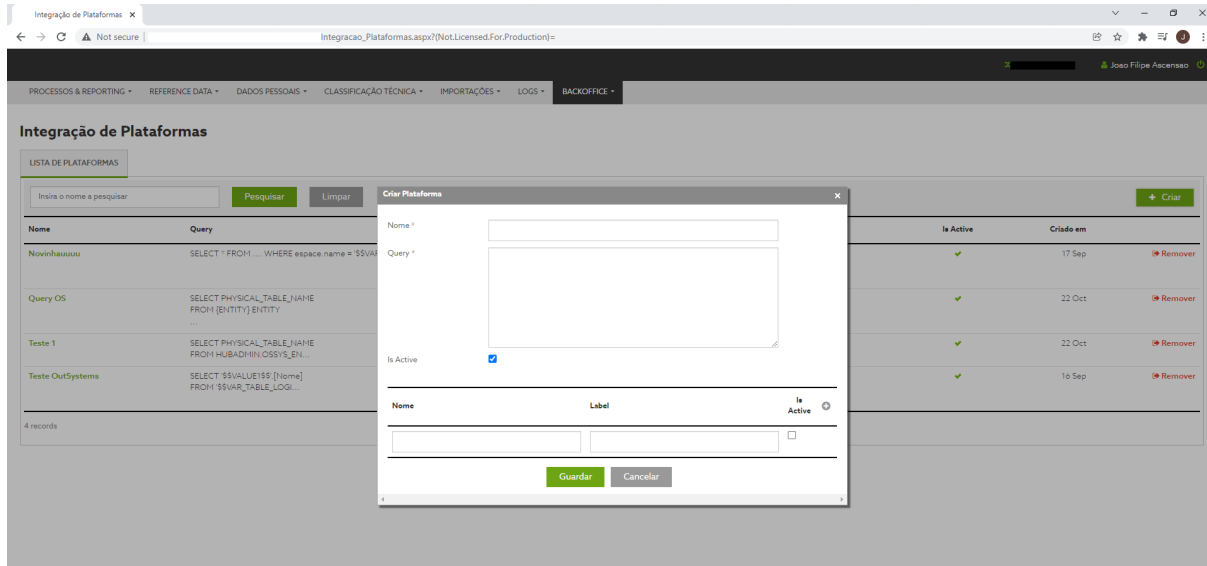 Integração de Plataformas
Not secure
Integracao_Plataformas.aspx?(Not.Licensed.For.Production)=
J
Joao Filipe Ascensao
PROCESSOS & REPORTING
REFERENCE DATA
DADOS PESSOAIS
CLASSIFICAÇÃO TÉCNICA
IMPORTAÇÕES
LOGS
BACKOFFICE
Integração de Plataformas
LISTA DE PLATAFORMAS
Insira o nome a pesquisar
Pesquisar
Limpar
+ Criar
Nome
Query
Is Active
Criado em
Novinhauuuu
SELECT * FROM ..... WHERE espace.name = '$$VAR
17 Sep
Remover
Query OS
SELECT PHYSICAL_TABLE_NAME
FROM {ENTITY} ENTITY
...
22 Oct
Remover
Teste 1
SELECT PHYSICAL_TABLE_NAME
FROM HUBADMIN.OSSYS_EN...
22 Oct
Remover
Teste OutSystems
SELECT '$$VALUE1$$'.[Nome]
FROM '$$VAR_TABLE_LOGI...
16 Sep
Remover
4 records
Criar Plataforma
Nome *
Query *
Is Active
Nome
Label
Is
Active
Guardar
Cancelar